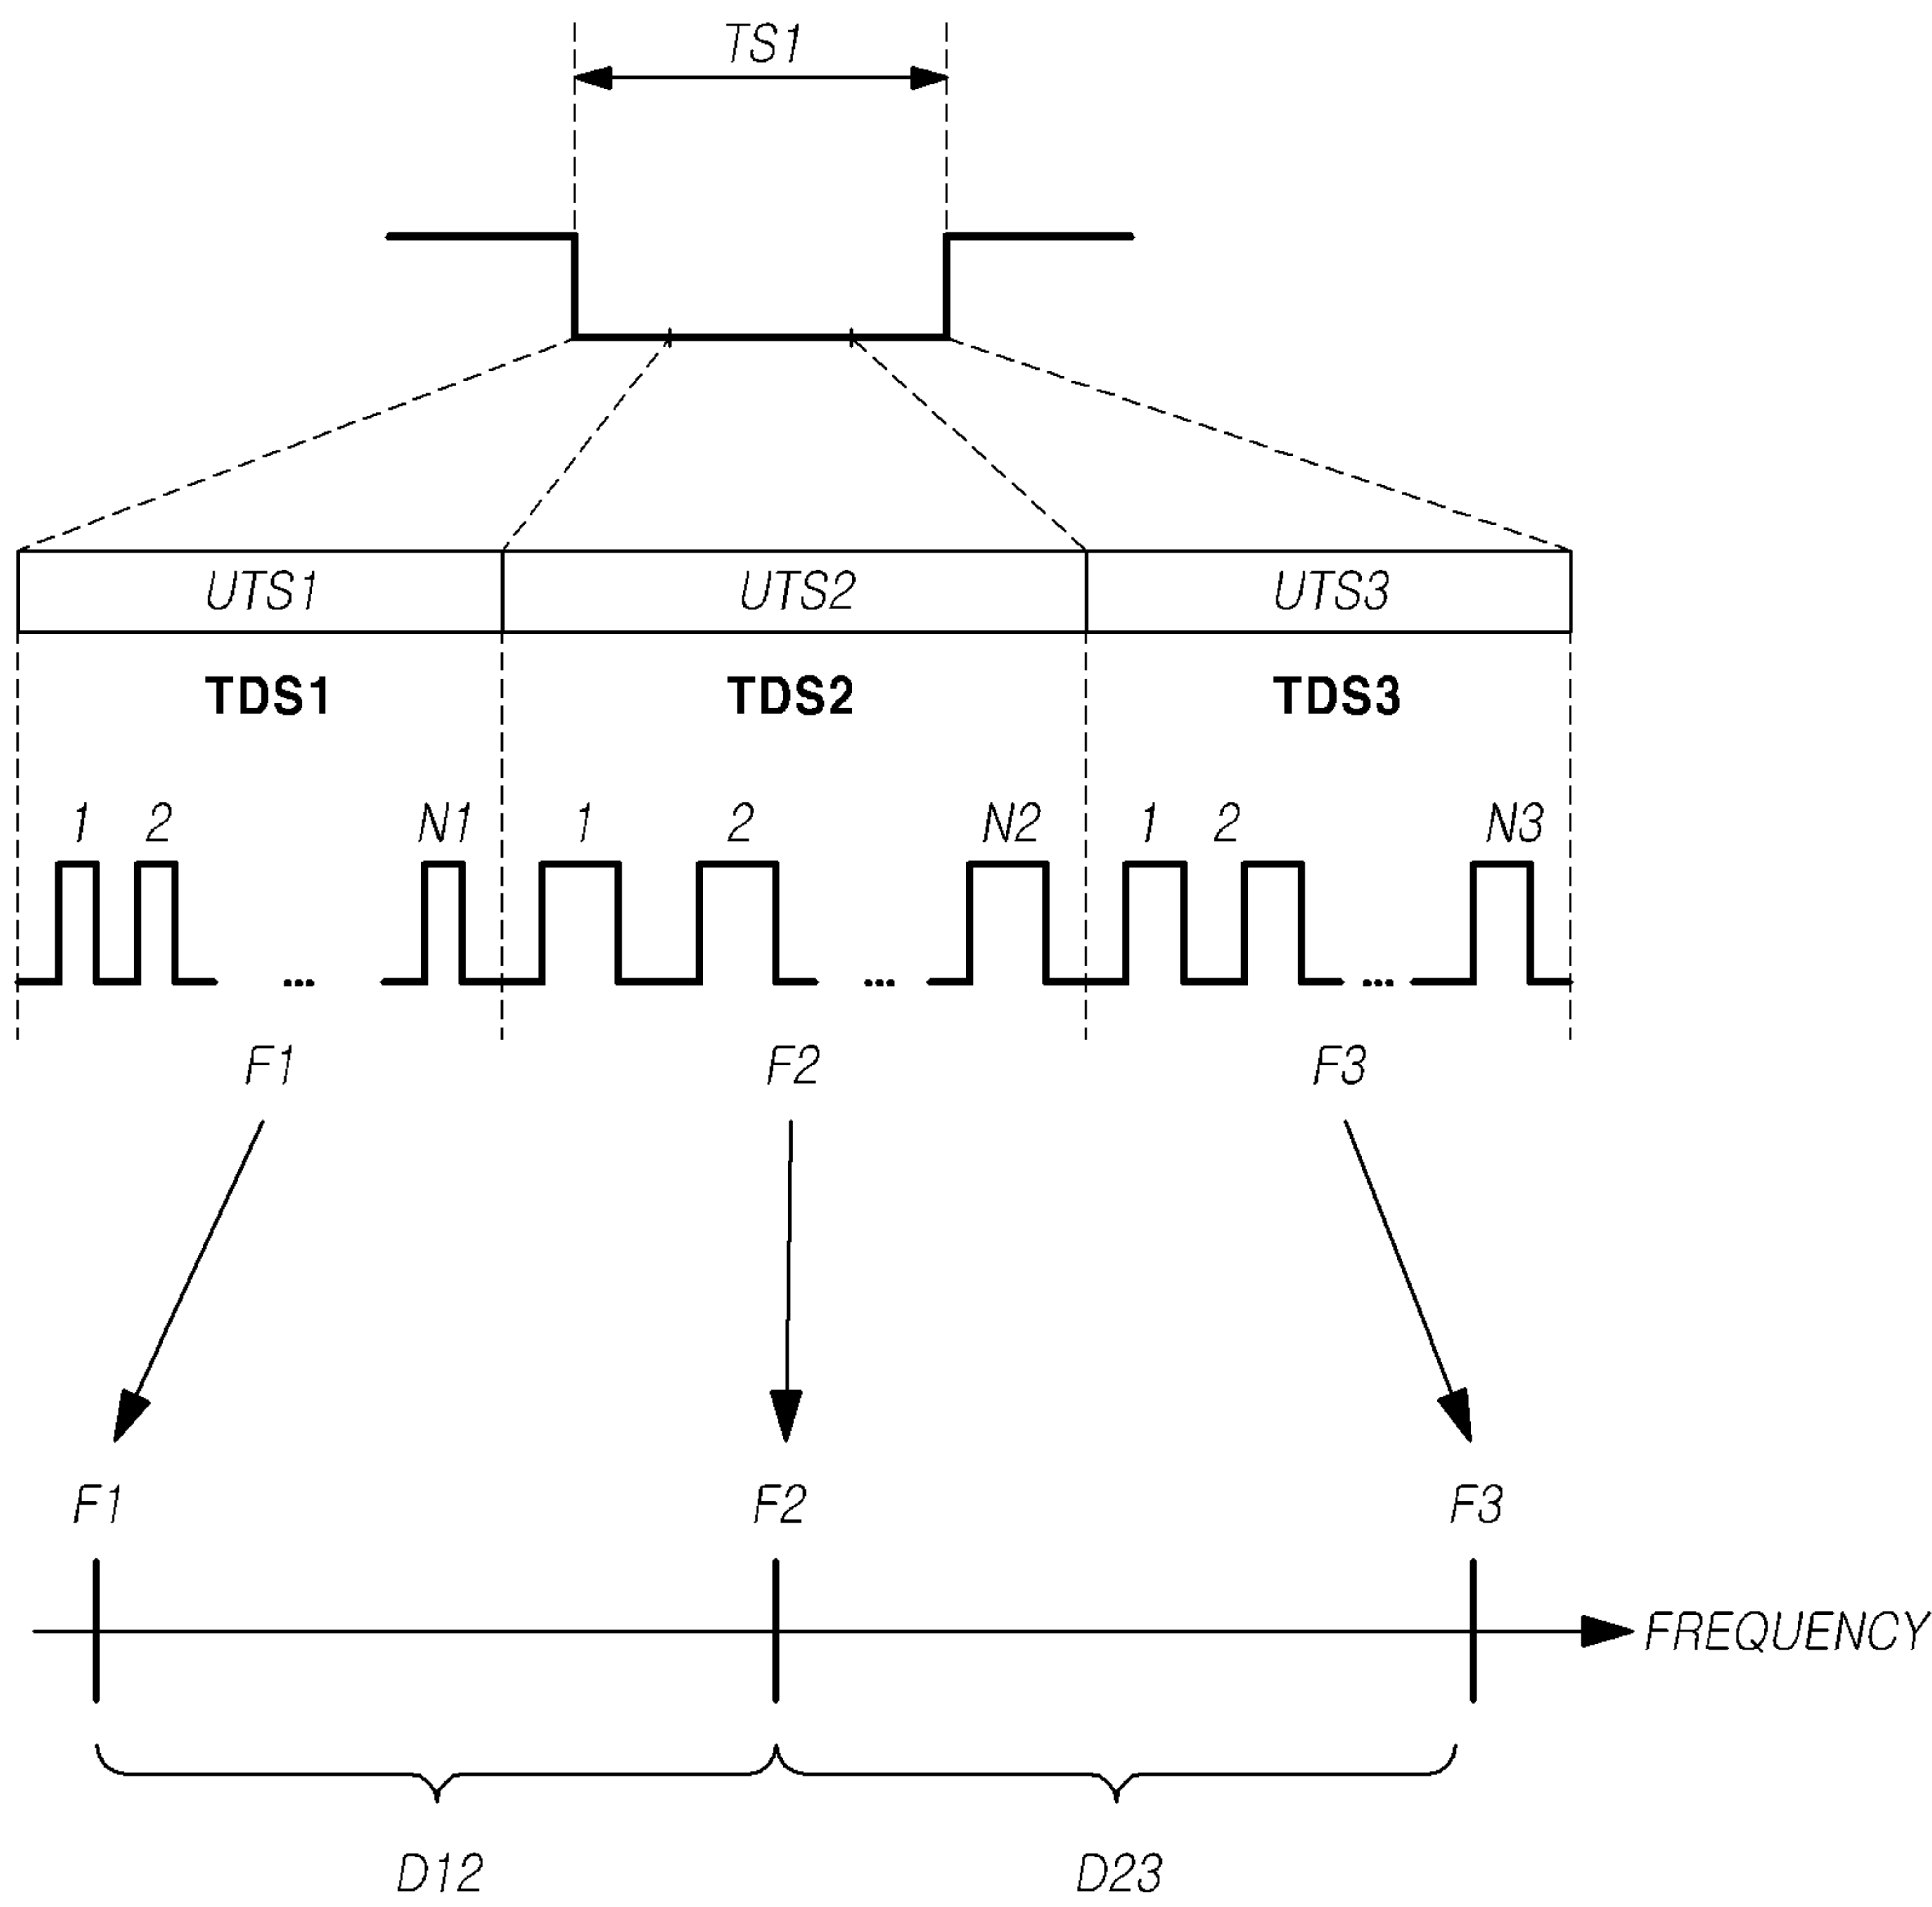 TS1
UTS1 UTS2 UTS3
TDS1 TDS2 TDS3
1 2 N1 1 2 N2 1 2 N3
... ... ...
F1 F2 F3
F1 F2 F3
FREQUENCY
D12 D23